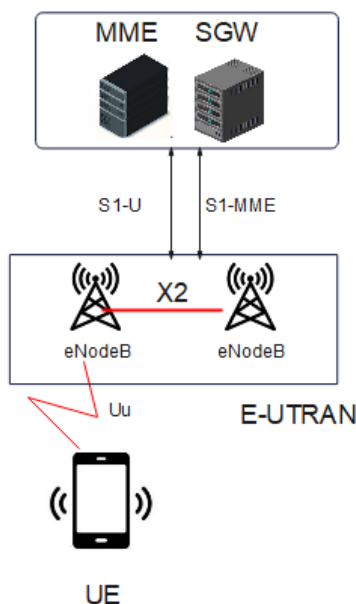 MME SGW
S1-U S1-MME
X2
eNodeB eNodeB
Uu
E-UTRAN
UE